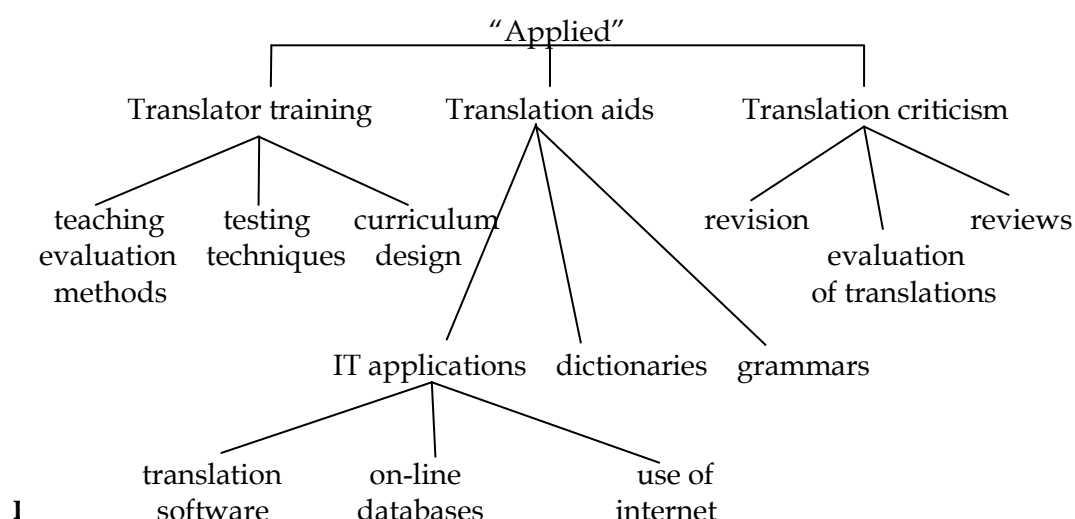 “Applied”
Translator training
Translation aids
Translation criticism
teaching
evaluation
methods
testing
techniques
curriculum
design
revision
evaluation
of translations
reviews
IT applications
dictionaries
grammars
translation
software
on-line
databases
use of
internet